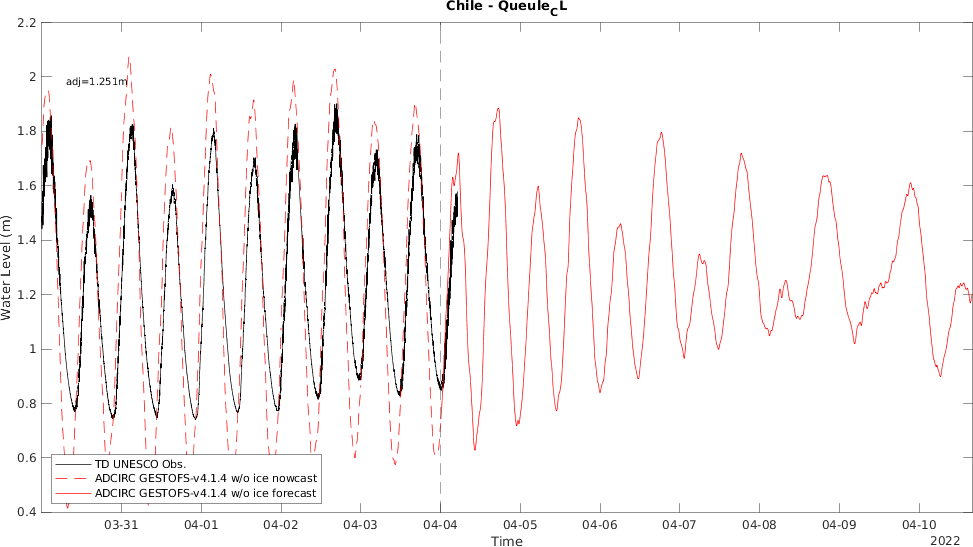 Chile - Queule_CL
adj=1.251m
Water Level (m)
2.2
2
1.8
1.6
1.4
1.2
1
0.8
0.6
0.4
TD UNESCO Obs.
ADCIRC GESTOFS-v4.1.4 w/o ice nowcast
ADCIRC GESTOFS-v4.1.4 w/o ice forecast
03-31 04-01 04-02 04-03 04-04 04-05 04-06 04-07 04-08 04-09 04-10
Time
2022